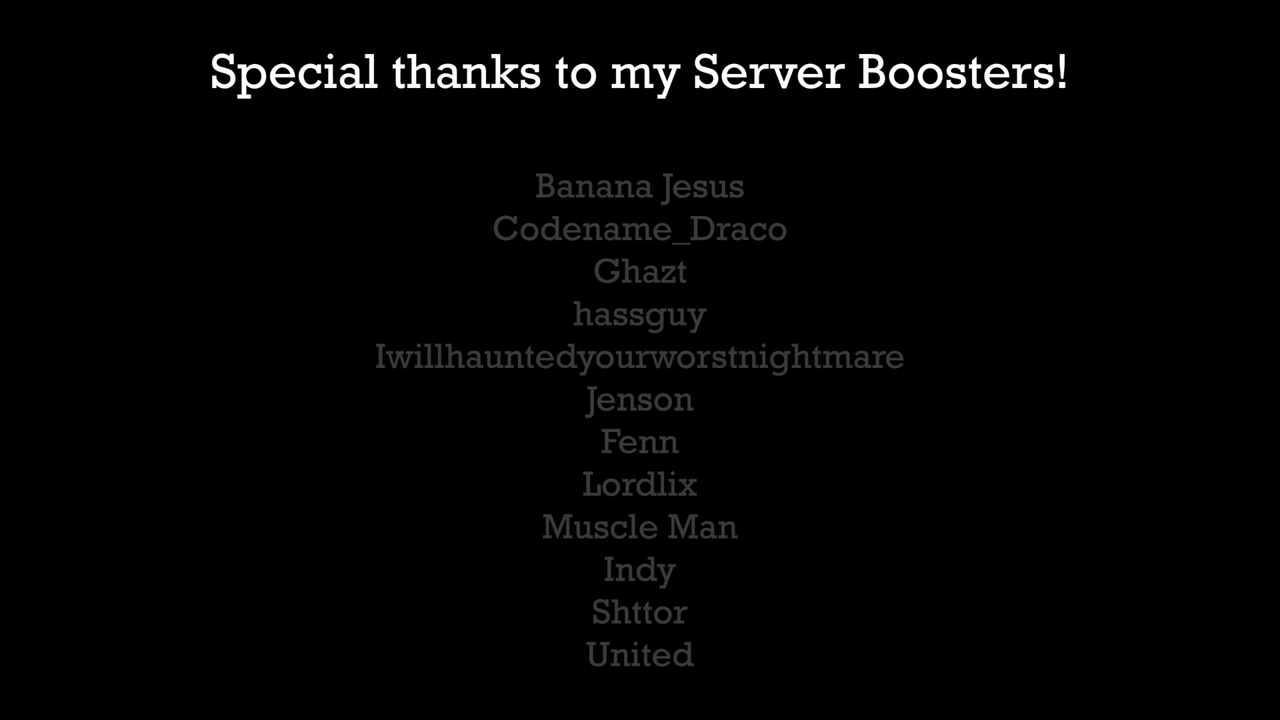 Special thanks to my Server Boosters!
Banana Jesus
Codename_Draco
Ghazt
hassguy
Iwillhauntedyourworstnightmare
Jenson
Fenn
Lordlix
Muscle Man
Indy
Shttor
United